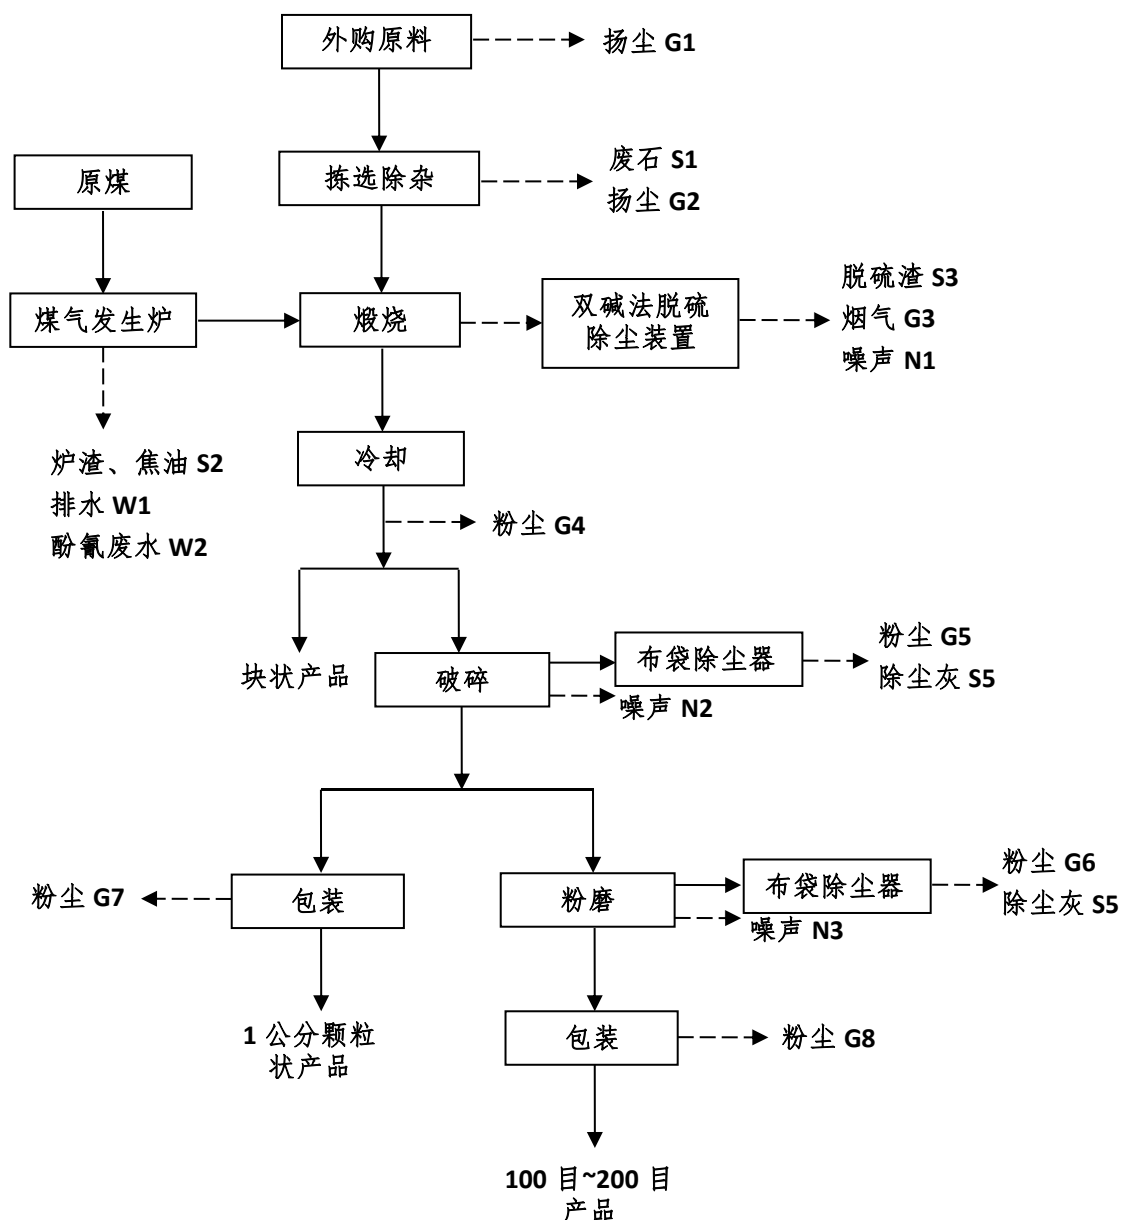 外购原料
扬尘 G1
原煤
拣选除杂
废石 S1
扬尘 G2
煤气发生炉
煅烧
双碱法脱硫
除尘装置
脱硫渣 S3
烟气 G3
噪声 N1
炉渣、焦油 S2
排水 W1
酚氰废水 W2
冷却
粉尘 G4
块状产品
破碎
布袋除尘器
噪声 N2
粉尘 G5
除尘灰 S5
粉尘 G7
包装
粉磨
布袋除尘器
噪声 N3
粉尘 G6
除尘灰 S5
1 公分颗粒
状产品
包装
粉尘 G8
100 目~200 目
产品